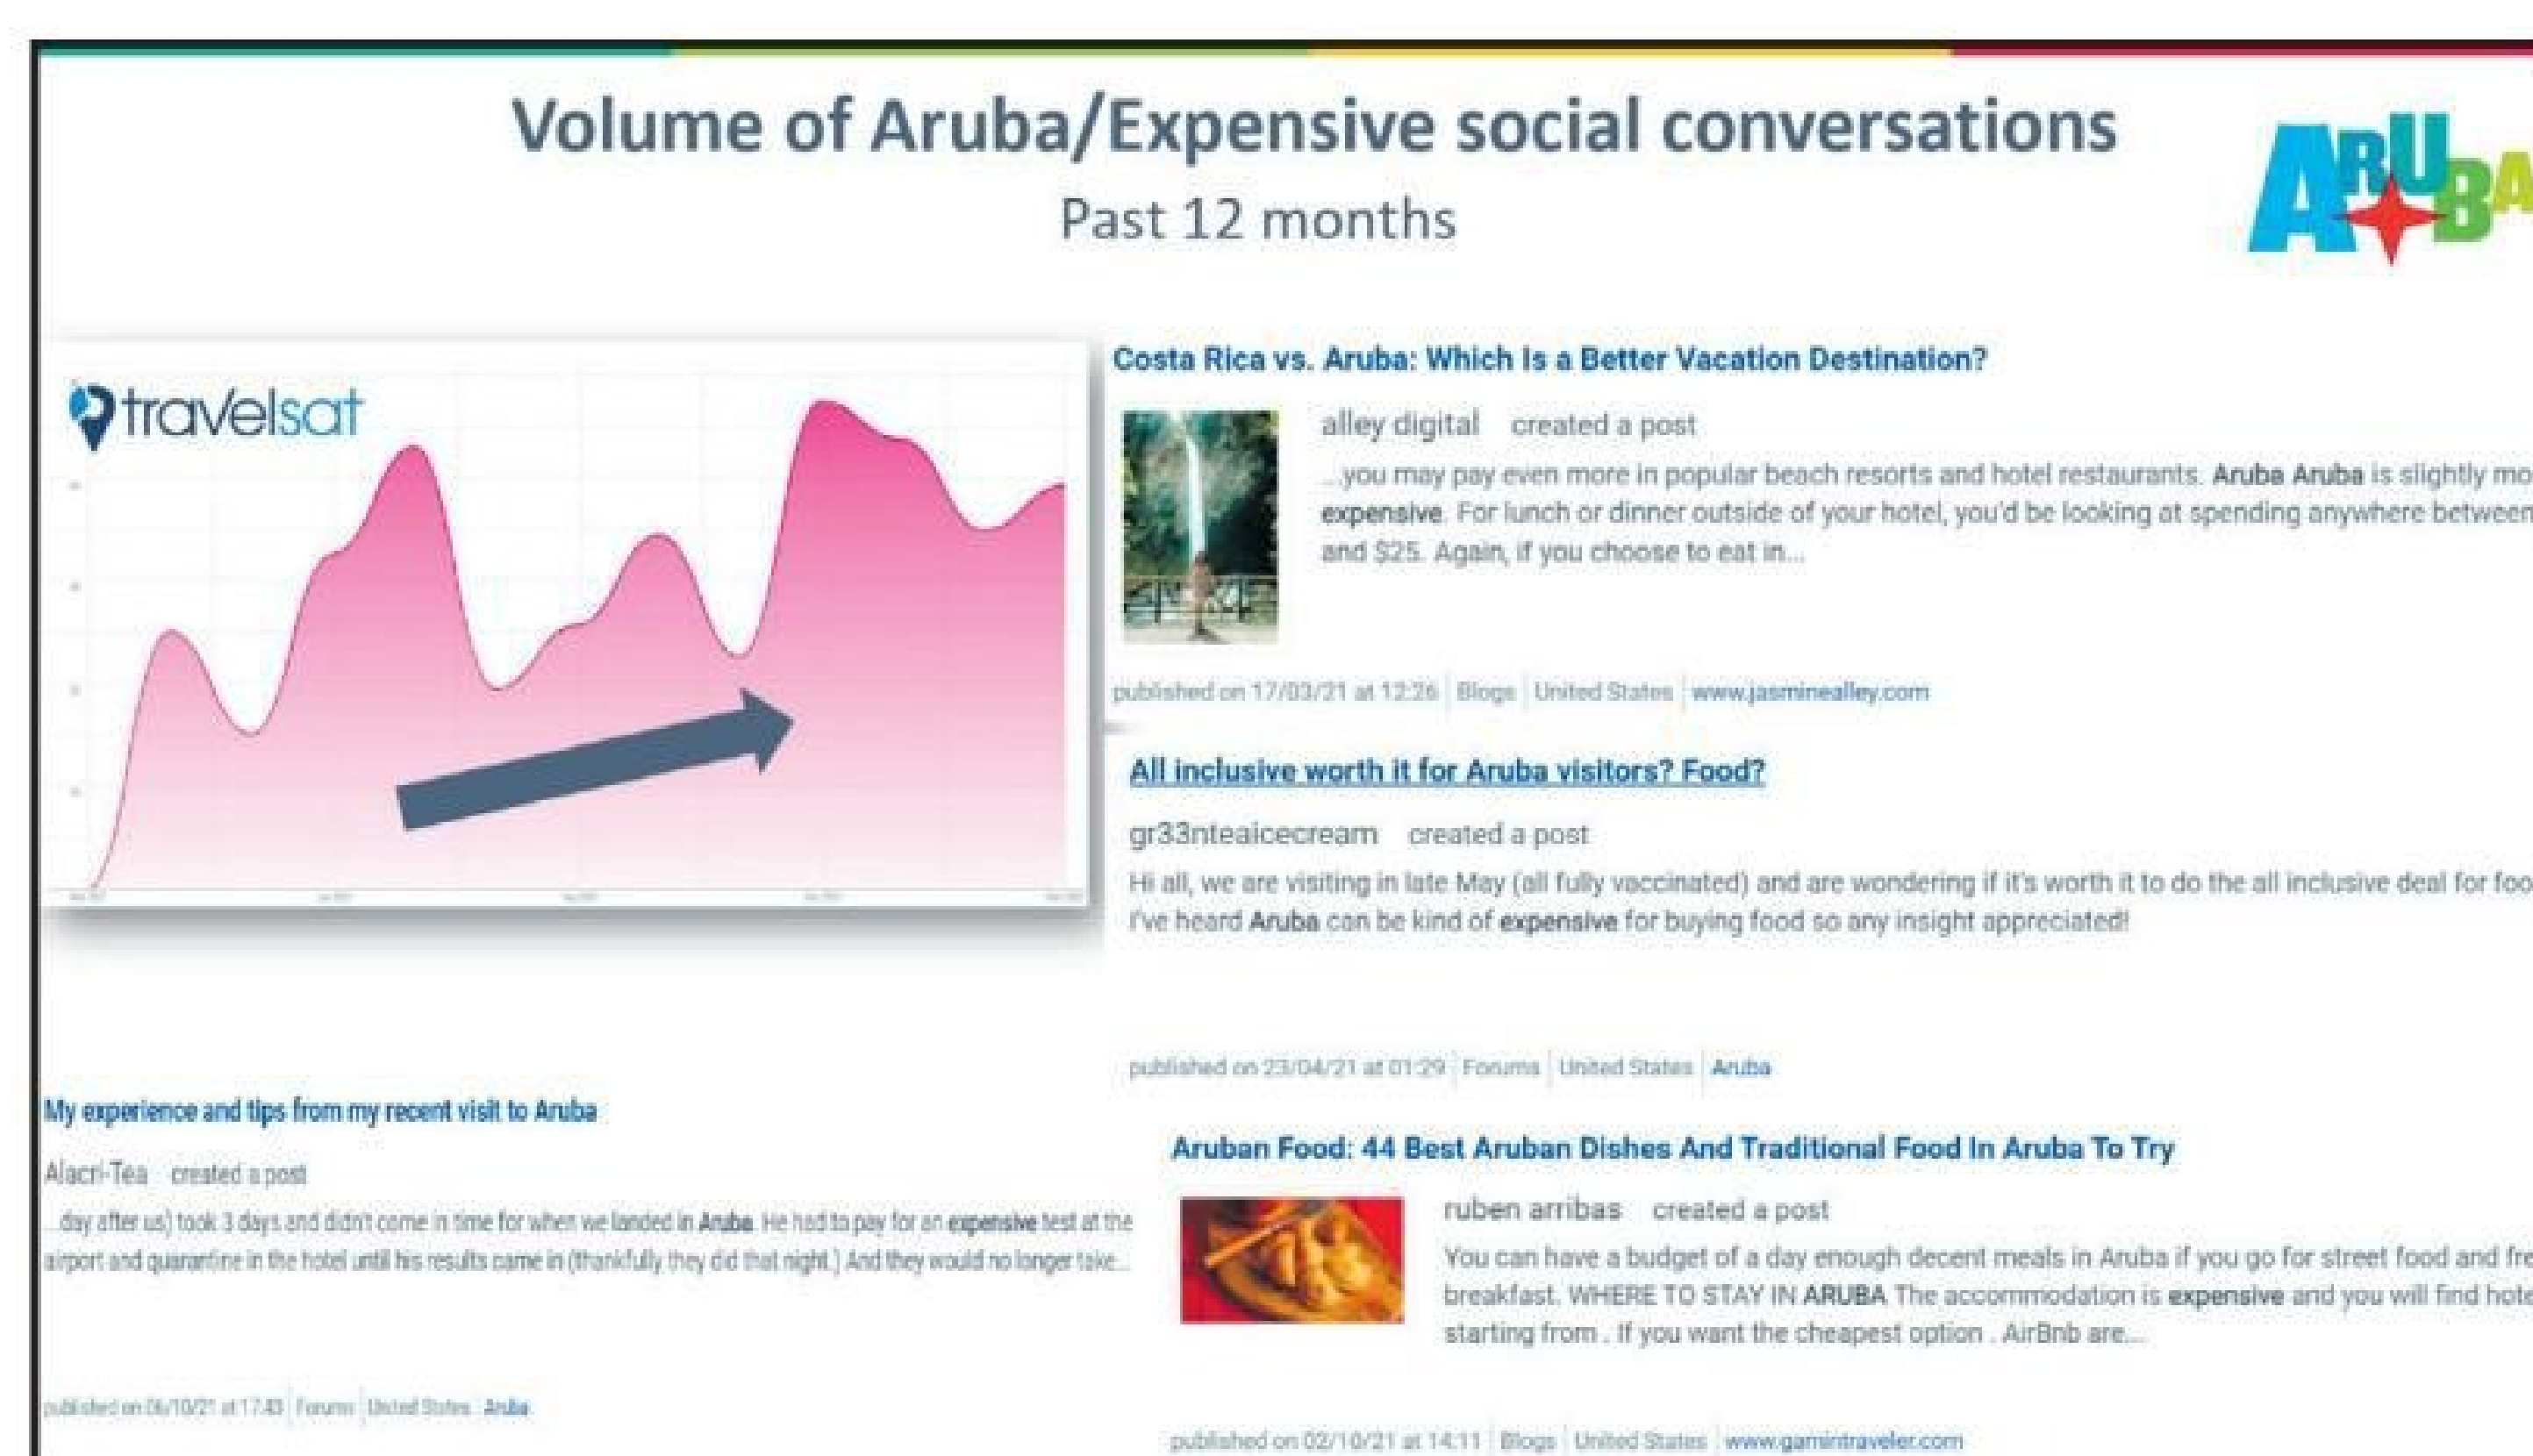 Volume of Aruba/Expensive social conversations
Past 12 months
ARUBA
travelsat
Costa Rica vs. Aruba: Which Is a Better Vacation Destination?
alley digital created a post
...you may pay even more in popular beach resorts and hotel restaurants. Aruba Aruba is slightly mo
expensive. For lunch or dinner outside of your hotel, you'd be looking at spending anywhere between
and $25. Again, if you choose to eat in...
published on 17/03/21 at 12:26 Blogs United States www.jasminealley.com
All inclusive worth it for Aruba visitors? Food?
gr33nteaicecream created a post
Hi all, we are visiting in late May (all fully vaccinated) and are wondering if it's worth it to do the all inclusive deal for foo
I've heard Aruba can be kind of expensive for buying food so any insight appreciated!
published on 23/04/21 at 01:29 Forums United States Aruba
My experience and tips from my recent visit to Aruba
Alacri-Tea created a post
...day after us) took 3 days and didn't come in time for when we landed in Aruba. He had to pay for an expensive test at the
airport and quarantine in the hotel until his results came in (thankfully they did that night.) And they would no longer take...
published on 06/10/21 at 17:43 Forums United States Aruba
Aruban Food: 44 Best Aruban Dishes And Traditional Food In Aruba To Try
ruben arribas created a post
You can have a budget of a day enough decent meals in Aruba if you go for street food and fre
breakfast. WHERE TO STAY IN ARUBA The accommodation is expensive and you will find hote
starting from . If you want the cheapest option . AirBnb are...
published on 02/10/21 at 14:11 Blogs United States www.gamintraveler.com